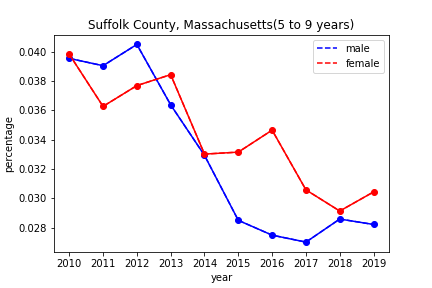 Suffolk County, Massachusetts(5 to 9 years)
male
female
0.040
0.038
0.036
0.034
0.032
0.030
0.028
percentage
2010 2011 2012 2013 2014 2015 2016 2017 2018 2019
year